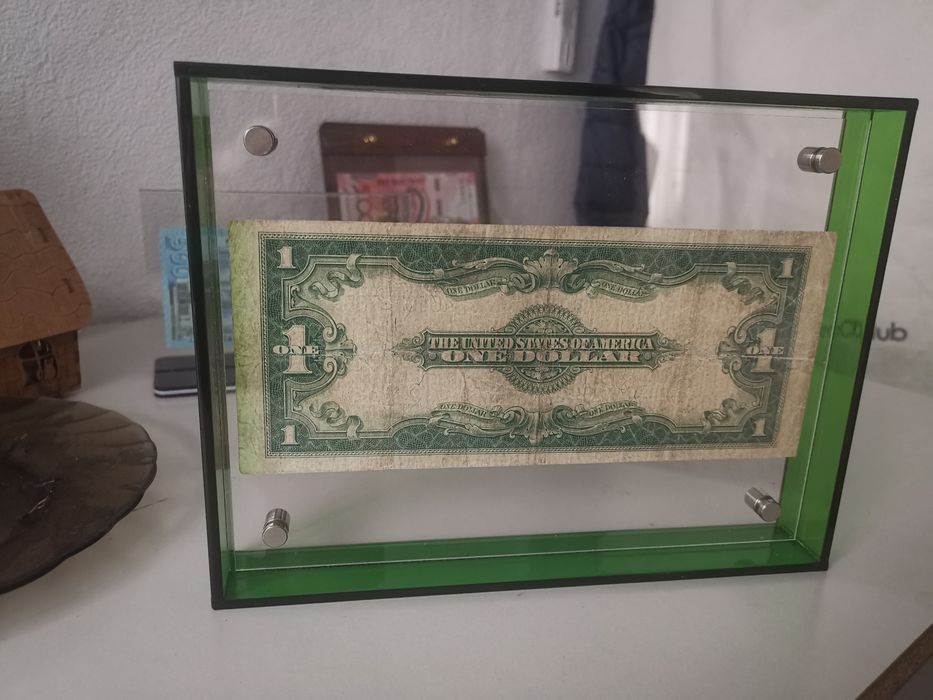 1 1
ONE DOLLAR ONE DOLLAR
THE UNITED STATES OF AMERICA
ONE DOLLAR
1 1
ONE ONE
ONE DOLLAR ONE DOLLAR
1 1
ub